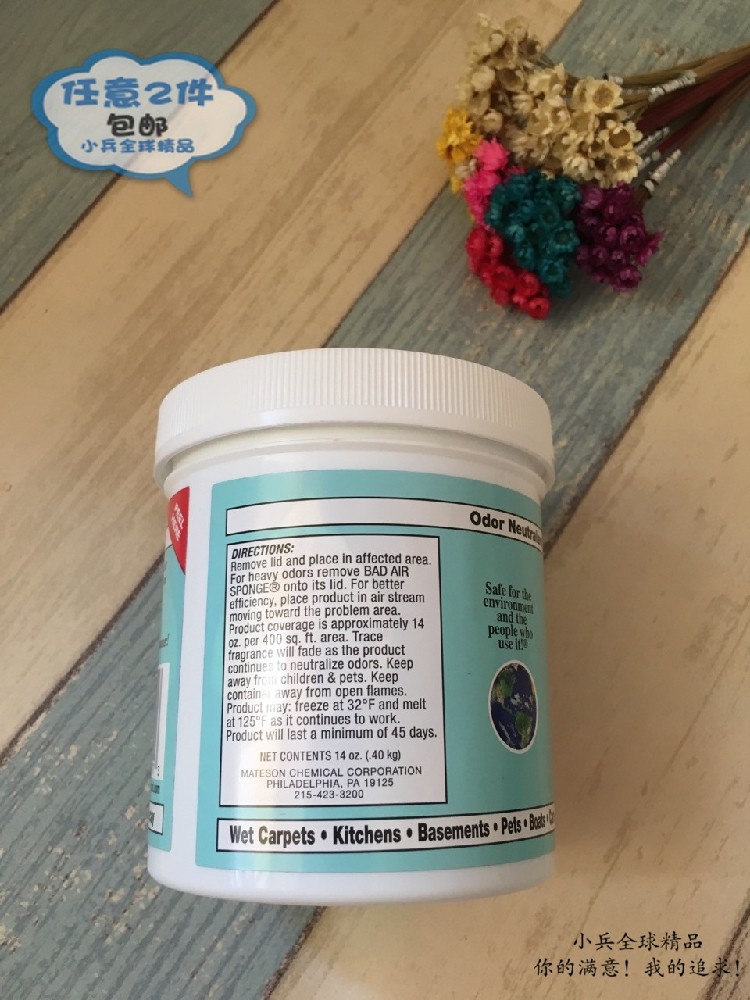 任意2件
包邮
小兵全球精品
PEEL
HERE
Odor Neutral
DIRECTIONS:
Remove lid and place in affected area.
For heavy odors remove BAD AIR
SPONGE® onto its lid. For better
efficiency, place product in air stream
moving toward the problem area.
Product coverage is approximately 14
oz. per 400 sq. ft. area. Trace
fragrance will fade as the product
continues to neutralize odors. Keep
away from children & pets. Keep
container away from open flames.
Product may: freeze at 32°F and melt
at 125°F as it continues to work.
Product will last a minimum of 45 days.
NET CONTENTS 14 oz. (.40 kg)
MATESON CHEMICAL CORPORATION
PHILADELPHIA, PA 19125
215-423-3200
Safe for the
environment
and the
people who
use it!
Wet Carpets • Kitchens • Basements • Pets • Boats •
小兵全球精品
你的满意！我的追求！